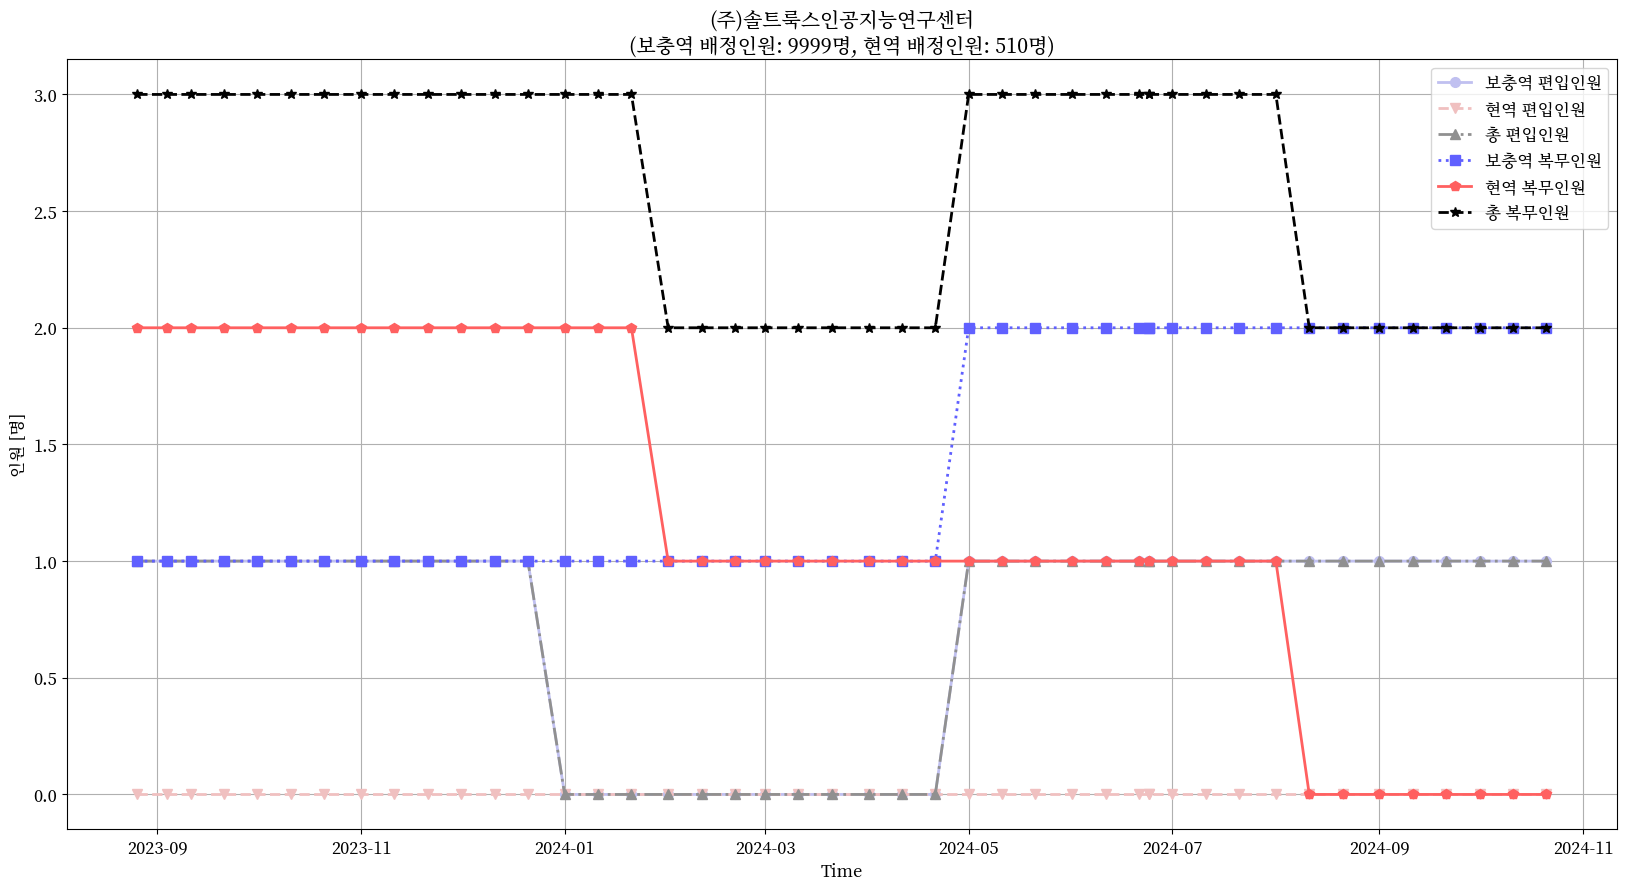 (주)솔트룩스인공지능연구센터
(보충역 배정인원: 9999명, 현역 배정인원: 510명)
보충역 편입인원
현역 편입인원
총 편입인원
보충역 복무인원
현역 복무인원
총 복무인원
인원 [명]
3.0
2.5
2.0
1.5
1.0
0.5
0.0
2023-09 2023-11 2024-01 2024-03 2024-05 2024-07 2024-09 2024-11
Time